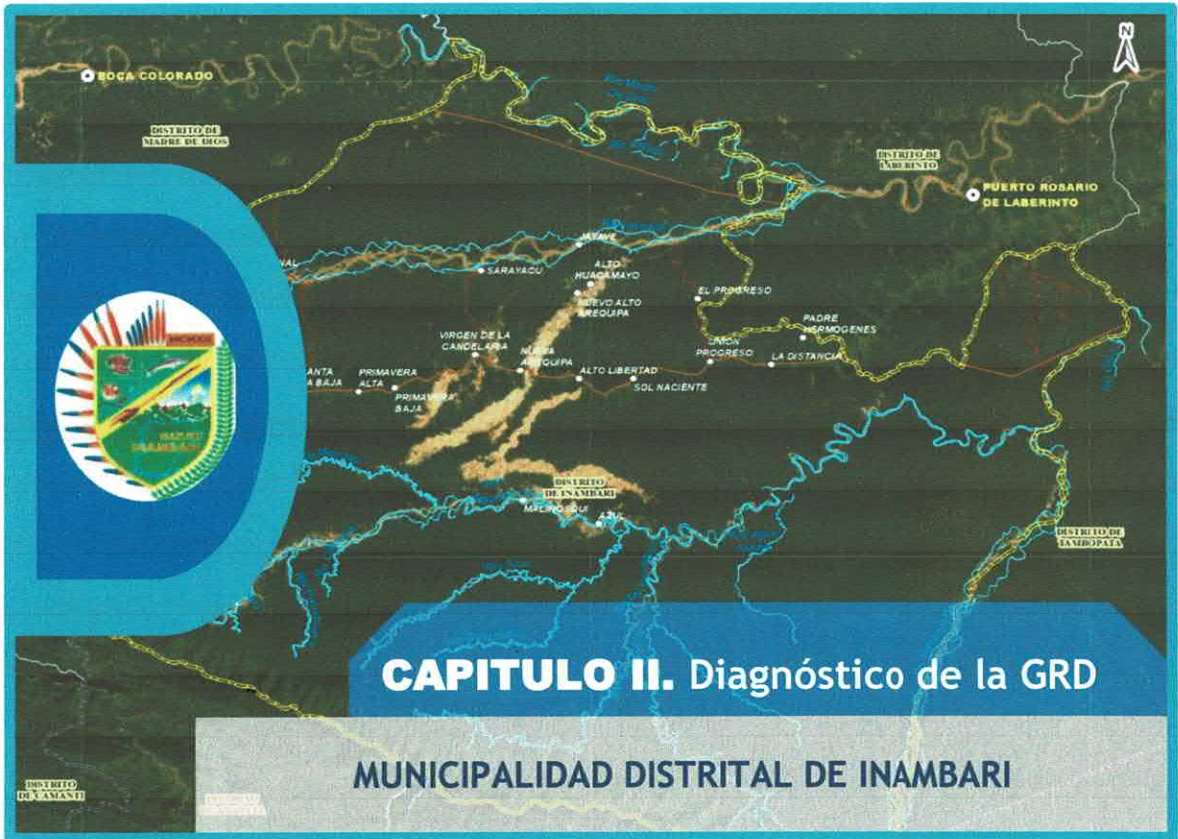 N
BOCA COLORADO
DISTRITO DE
MADRE DE DIOS
DISTRITO DE
LABERINTO
PUERTO ROSARIO
DE LABERINTO
JAYAVE
SARAYACU
ALTO
HUACAMAYO
NUEVO ALTO
AREQUIPA
EL PROGRESO
PADRE
HERMOGENES
VIRGEN DE LA
CANDELARIA
NUEVA
AREQUIPA
UNION
PROGRESO
LA DISTANCIA
PRIMAVERA
ALTA
PRIMAVERA
BAJA
ALTO LIBERTAD
SOL NACIENTE
DISTRITO
DE INAMBARI
MALINOWSQUI
AZUL
DISTRITO DE
TAMBOPATA
CAPITULO II. Diagnóstico de la GRD
MUNICIPALIDAD DISTRITAL DE INAMBARI
DISTRITO
DE CAMANTI